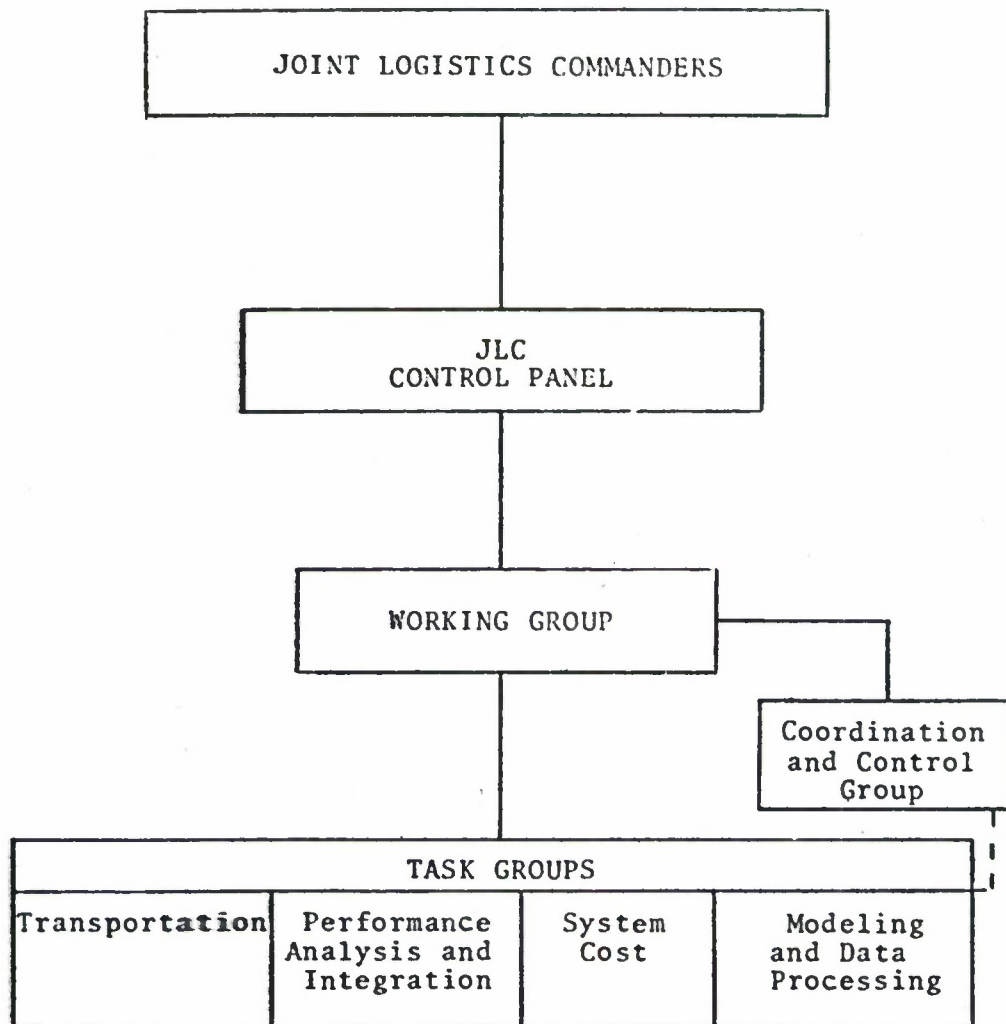 JOINT LOGISTICS COMMANDERS
JLC
CONTROL PANEL
WORKING GROUP
Coordination
and Control
Group
TASK GROUPS
Transportation
Performance
Analysis and
Integration
System
Cost
Modeling
and Data
Processing